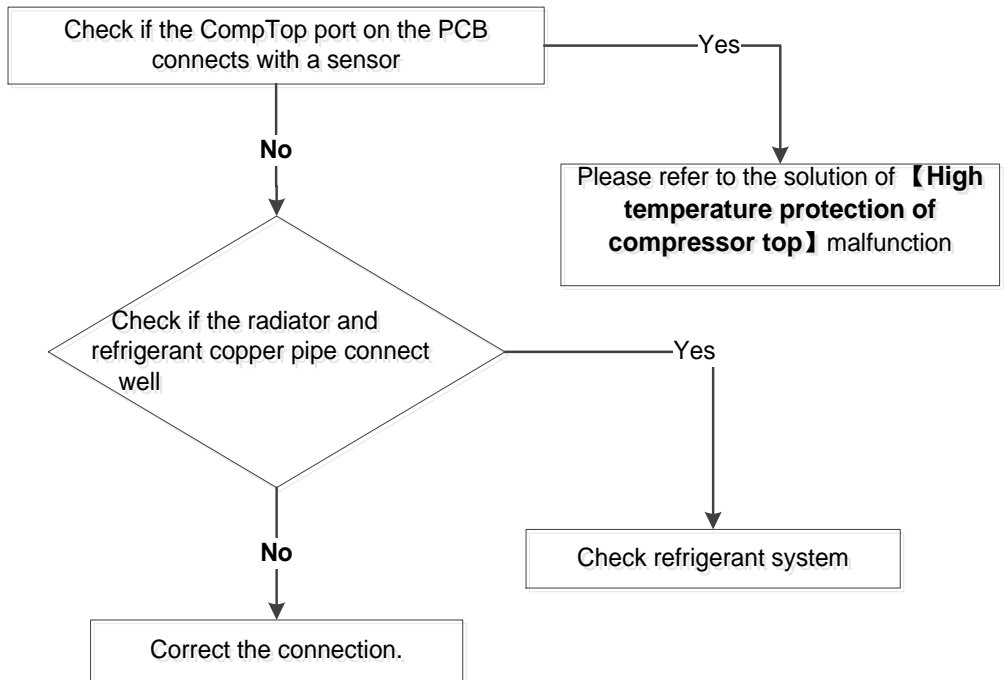 Check if the CompTop port on the PCB
connects with a sensor
Yes
No
Please refer to the solution of 【High
temperature protection of
compressor top】 malfunction
Check if the radiator and
refrigerant copper pipe connect
well
Yes
No
Check refrigerant system
Correct the connection.